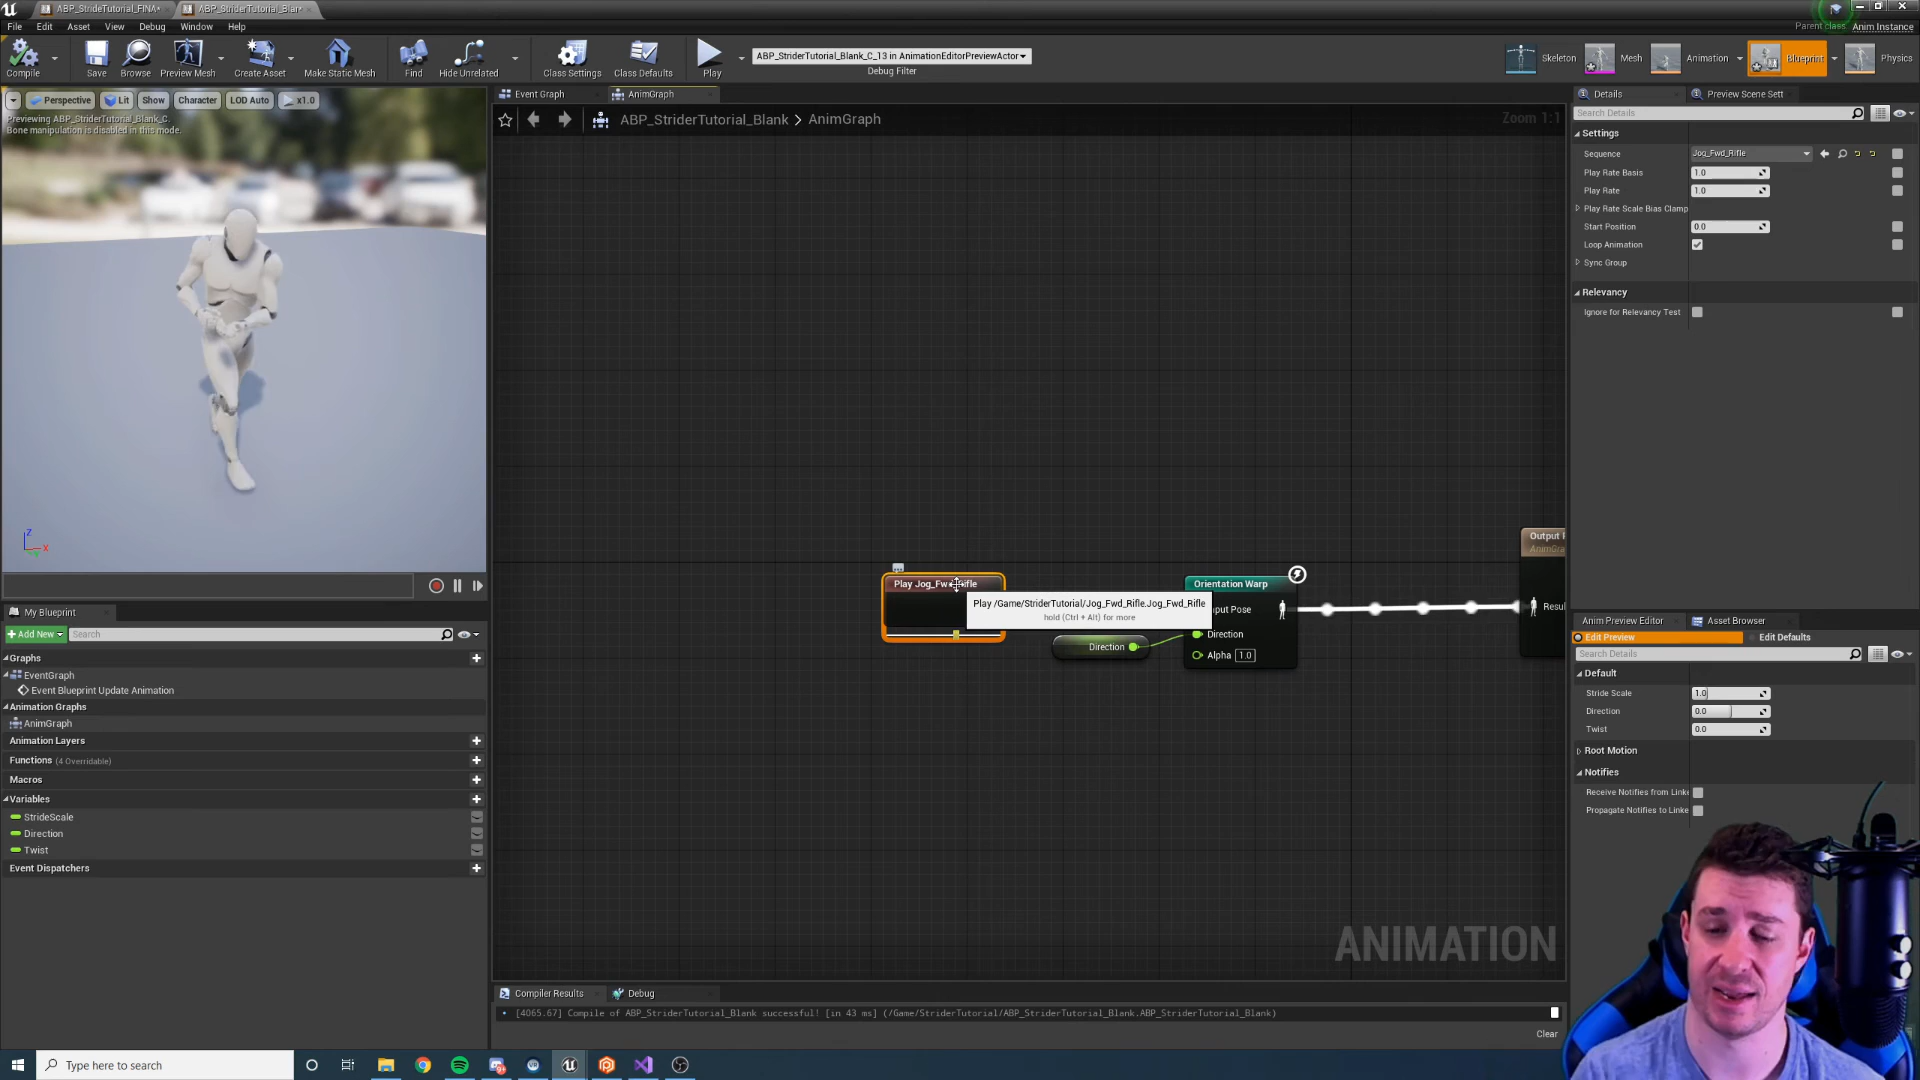 ABP_StrideTutorial_FINA*
ABP_StriderTutorial_Blar*
File Edit Asset View Debug Window Help
Parent class: Anim Instance
Compile Save Browse Preview Mesh Create Asset Make Static Mesh Find Hide Unrelated Class Settings Class Defaults Play
ABP_StriderTutorial_Blank_C_13 in AnimationEditorPreviewActor
Debug Filter
Skeleton Mesh Animation Blueprint Physics
Perspective Lit Show Character LOD Auto x1.0
Previewing ABP_StriderTutorial_Blank_C.
Bone manipulation is disabled in this mode.
Z
X
Event Graph AnimGraph
ABP_StriderTutorial_Blank > AnimGraph
Zoom 1:1
Play Jog_Fwd_Rifle
Play /Game/StriderTutorial/Jog_Fwd_Rifle.Jog_Fwd_Rifle
hold (Ctrl + Alt) for more
Direction
Orientation Warp
nput Pose
Direction
Alpha 1.0
Output P
AnimGra
Resul
ANIMATION
My Blueprint
+Add New Search
Graphs
EventGraph
Event Blueprint Update Animation
Animation Graphs
AnimGraph
Animation Layers
Functions (4 Overridable)
Macros
Variables
StrideScale
Direction
Twist
Event Dispatchers
Compiler Results Debug
[4065.67] Compile of ABP_StriderTutorial_Blank successful! [in 43 ms] (/Game/StriderTutorial/ABP_StriderTutorial_Blank.ABP_StriderTutorial_Blank)
Clear
Details Preview Scene Sett
Search Details
Settings
Sequence Jog_Fwd_Rifle
Play Rate Basis 1.0
Play Rate 1.0
Play Rate Scale Bias Clamp
Start Position 0.0
Loop Animation
Sync Group
Relevancy
Ignore for Relevancy Test
Anim Preview Editor Asset Browser
Edit Preview Edit Defaults
Search Details
Default
Stride Scale 1.0
Direction 0.0
Twist 0.0
Root Motion
Notifies
Receive Notifies from Linke
Propagate Notifies to Linke
Type here to search